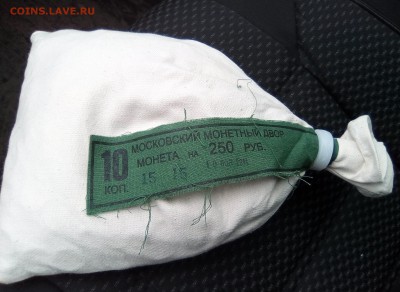 COINS.LAVE.RU
МОСКОВСКИЙ МОНЕТНЫЙ ДВОР
10 МОНЕТА НА 250 РУБ.
КОП. 15 15